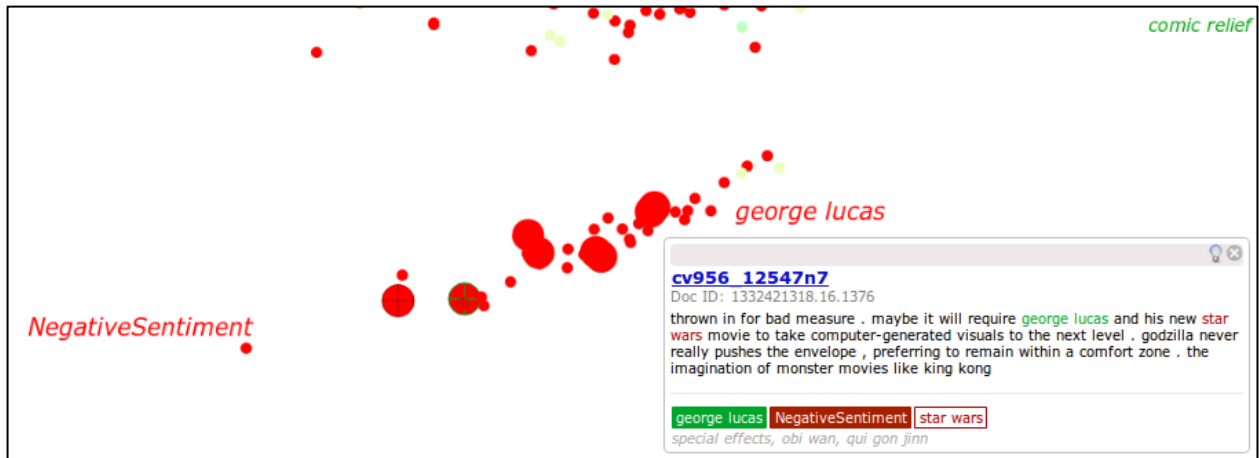 comic relief
george lucas
NegativeSentiment
cv956_12547n7
Doc ID: 1332421318.16.1376
thrown in for bad measure . maybe it will require george lucas and his new star
wars movie to take computer-generated visuals to the next level . godzilla never
really pushes the envelope , preferring to remain within a comfort zone . the
imagination of monster movies like king kong
george lucas NegativeSentiment star wars
special effects, obi wan, qui gon jinn